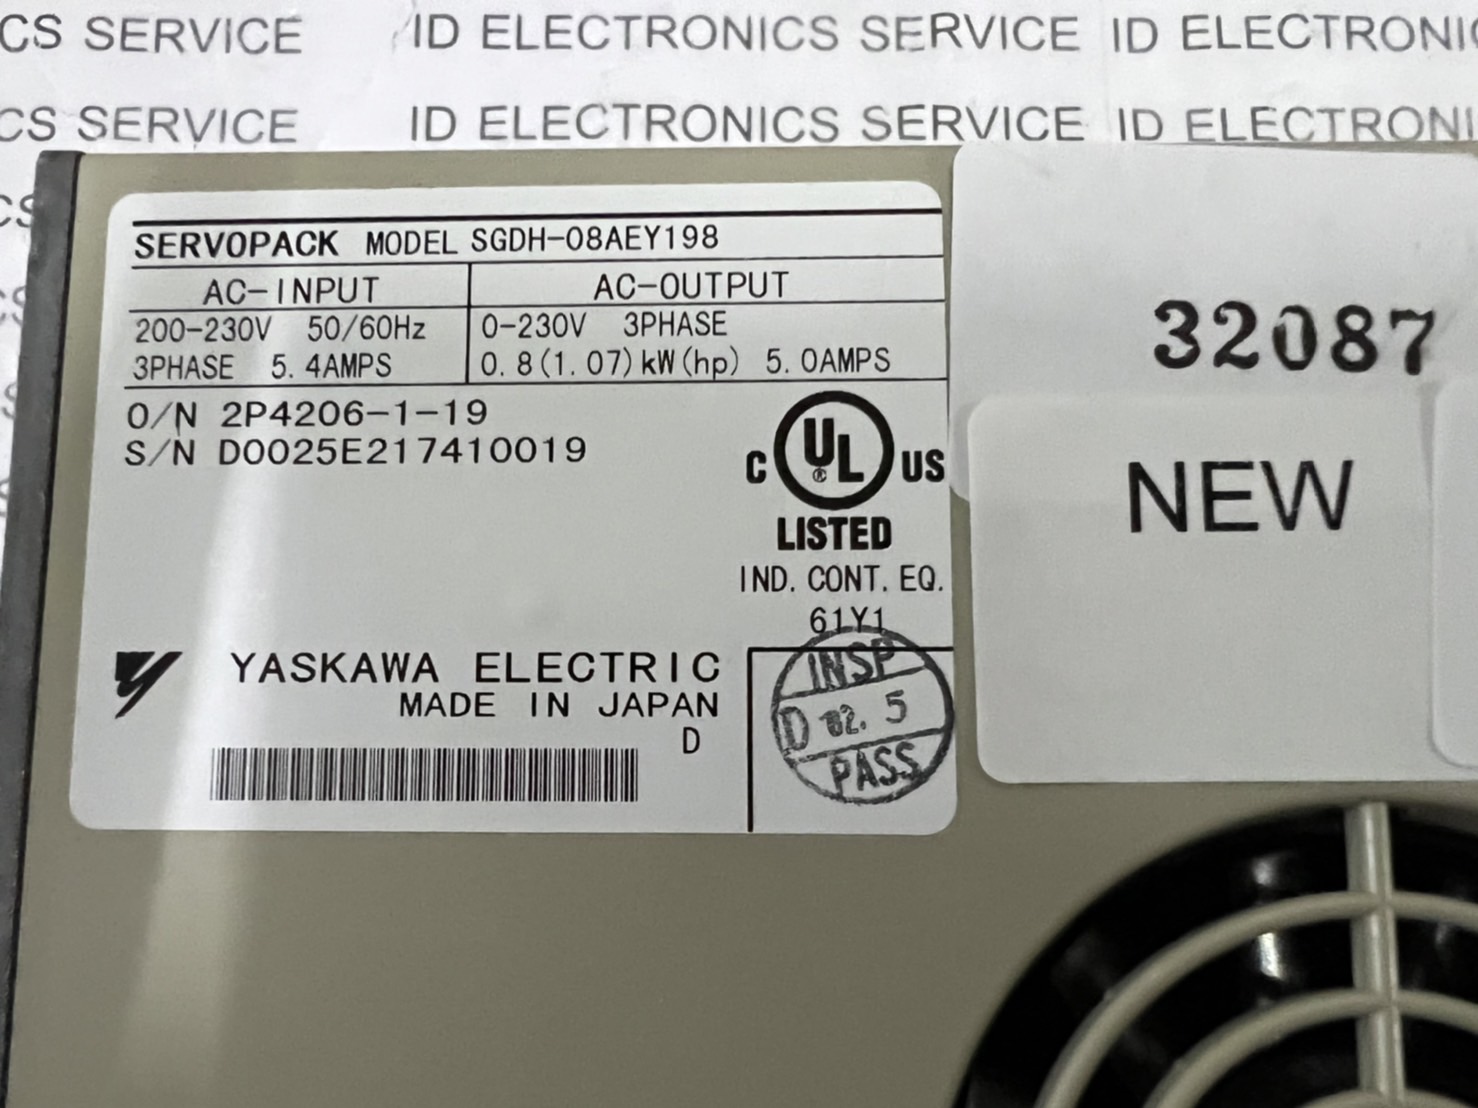 CS SERVICE ID ELECTRONICS SERVICE ID ELECTRONIC
CS SERVICE ID ELECTRONICS SERVICE ID ELECTRONI
CS
SERVOPACK MODEL SGDH-08AEY198
AC-INPUT AC-OUTPUT
200-230V 50/60Hz 0-230V 3PHASE
3PHASE 5.4AMPS 0.8(1.07)kW(hp) 5.0AMPS
O/N 2P4206-1-19
S/N D0025E217410019
C UL® US
LISTED
IND. CONT. EQ.
61Y1
YASKAWA ELECTRIC
MADE IN JAPAN
D
INSP
D 02. 5
PASS
32087
NEW